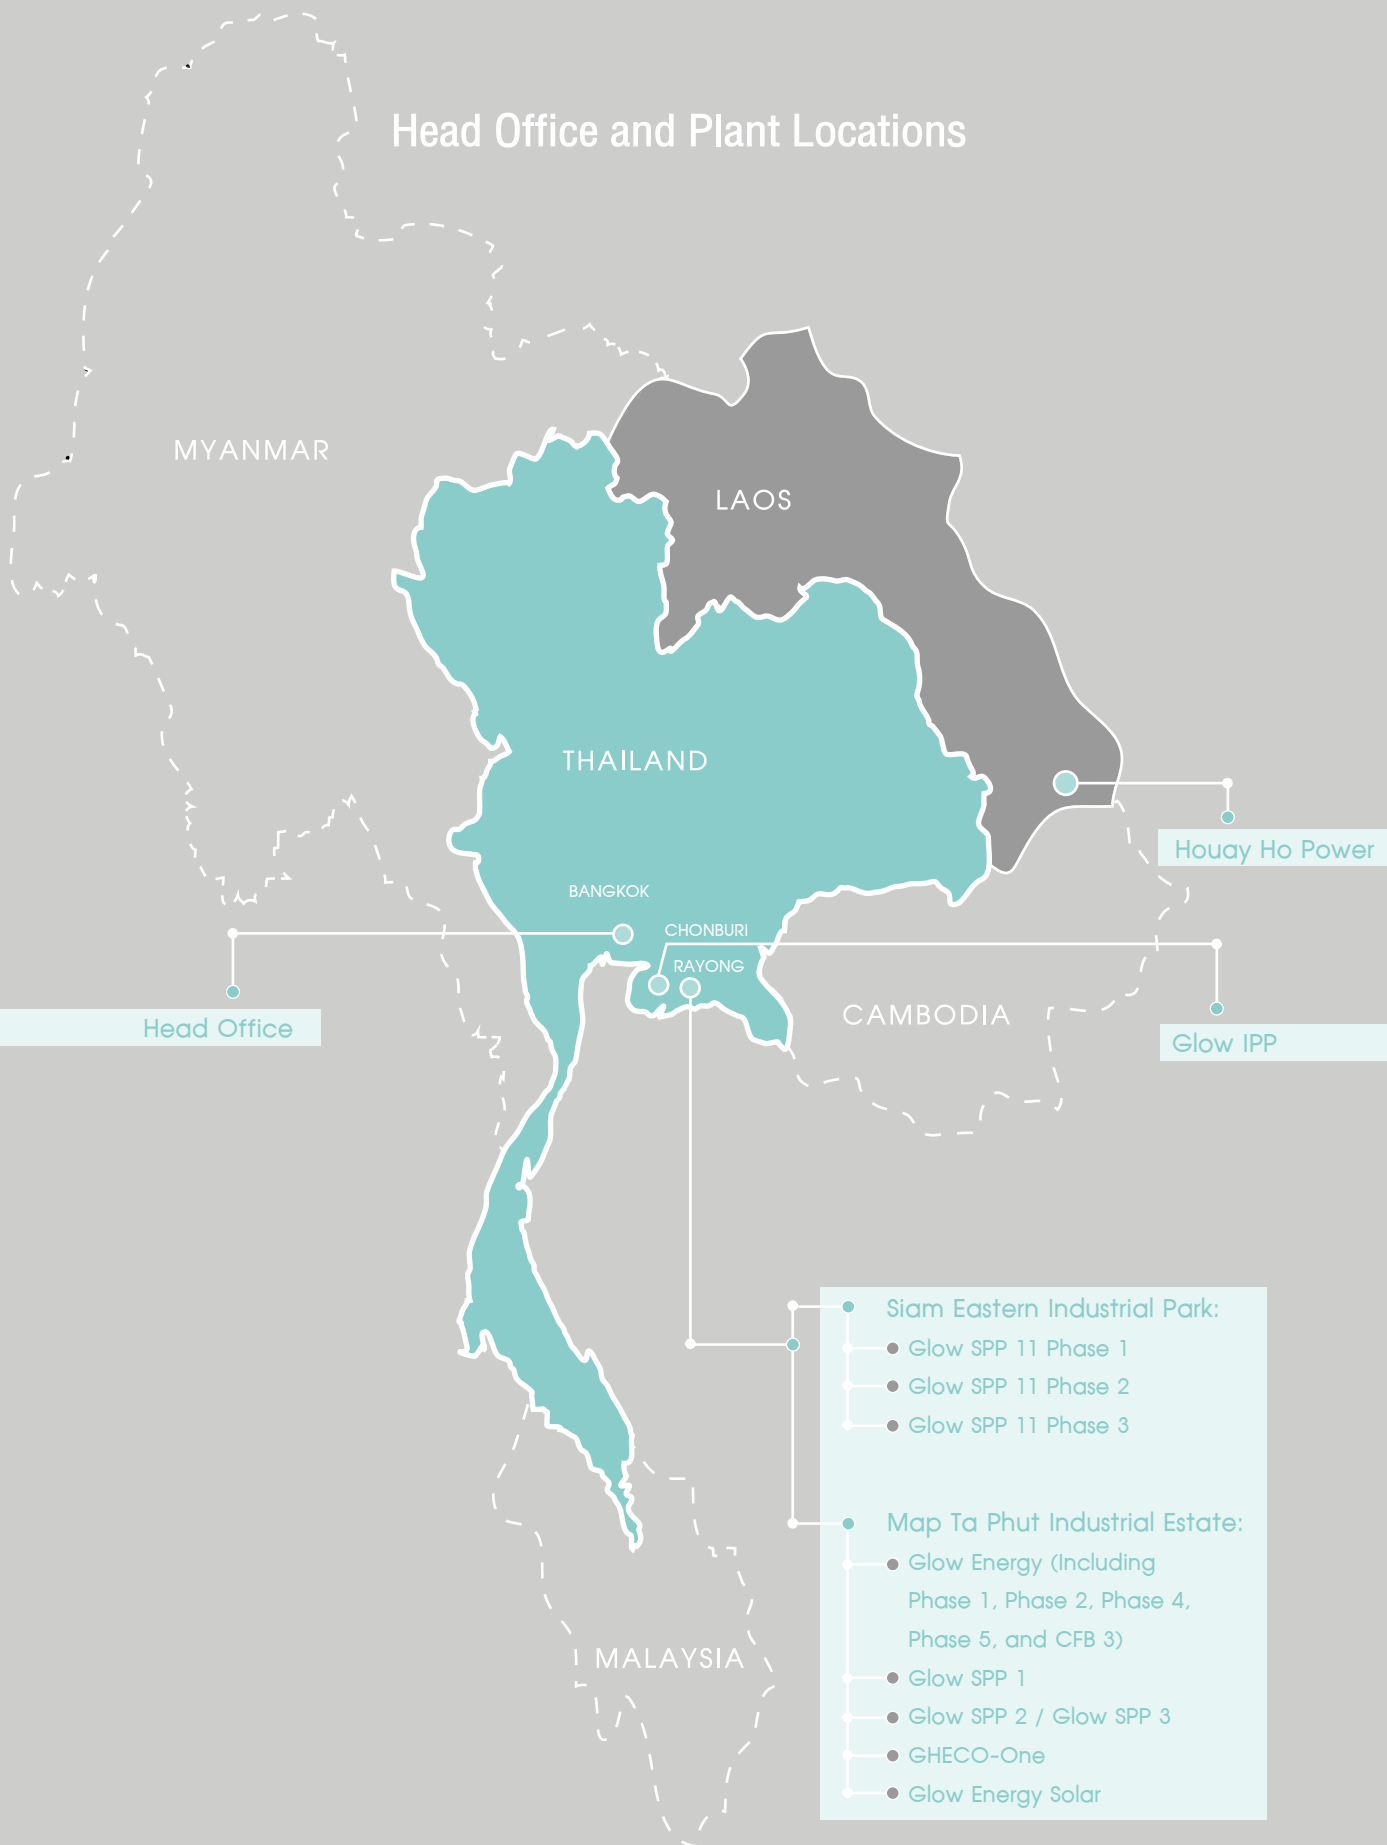 Head Office and Plant Locations
MYANMAR
LAOS
THAILAND
Houay Ho Power
BANGKOK
CHONBURI
RAYONG
CAMBODIA
Head Office
Glow IPP
Siam Eastern Industrial Park:
Glow SPP 11 Phase 1
Glow SPP 11 Phase 2
Glow SPP 11 Phase 3
Map Ta Phut Industrial Estate:
Glow Energy (Including
Phase 1, Phase 2, Phase 4,
Phase 5, and CFB 3)
Glow SPP 1
Glow SPP 2 / Glow SPP 3
GHECO-One
Glow Energy Solar
MALAYSIA